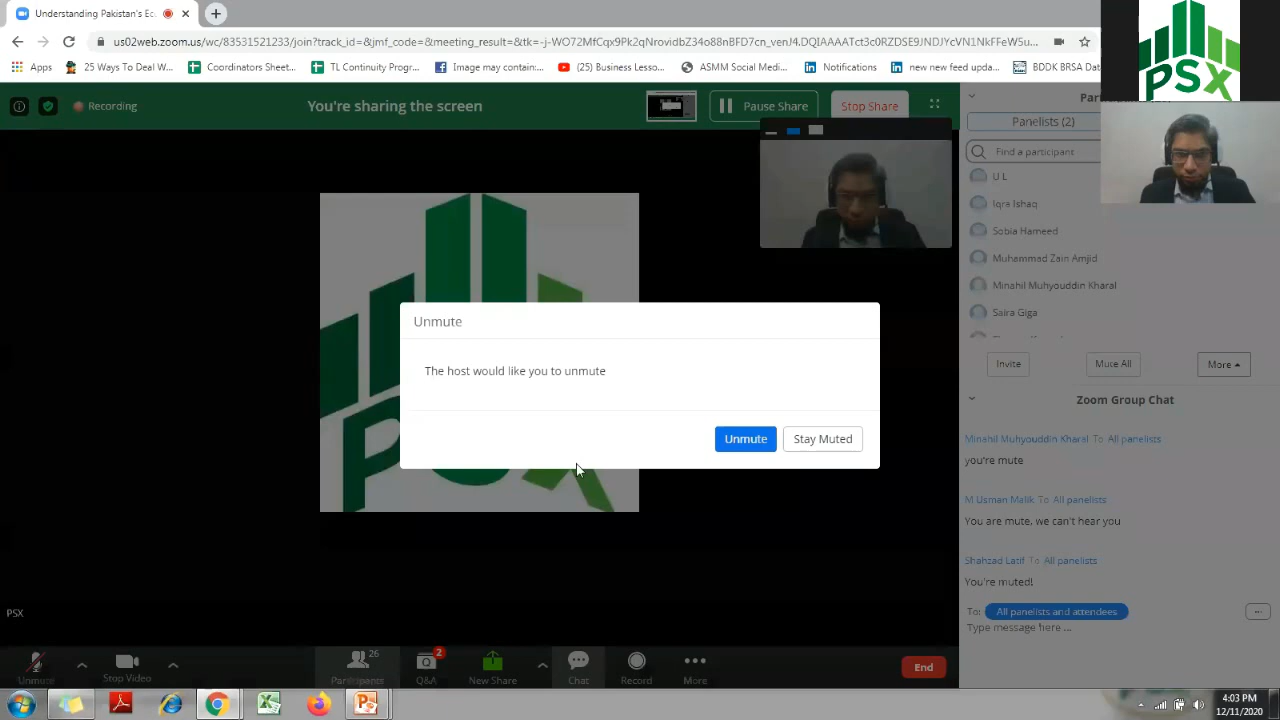 Understanding Pakistan's Ec
us02web.zoom.us/wc/83531521233/join?track_id=&jmf_code=&meeting_result=&tk=
Apps
25 Ways To Deal W...
Coordinators Sheet...
TL Continuity Progr...
Image may contain:...
(25) Business Lesso...
ASMM Social Medi...
Notifications
new new feed upda...
BDDK BRSA Da
PSX
Recording
You're sharing the screen
Pause Share
Stop Share
Panelists (2)
Find a participant
U L
Iqra Ishaq
Sobia Hameed
Muhammad Zain Amjid
Minahil Muhyouddin Kharal
Saira Giga
Invite
Mute All
More
Unmute
The host would like you to unmute
Unmute
Stay Muted
Zoom Group Chat
Minahil Muhyouddin Kharal To All panelists
you're mute
M Usman Malik To All panelists
You are mute, we can't hear you
Shahzad Latif To All panelists
You're muted!
To: All panelists and attendees
Type message here ...
PSX
Unmute
Stop Video
26
Participants
2
Q&A
New Share
Chat
Record
More
End
4:03 PM
12/11/2020